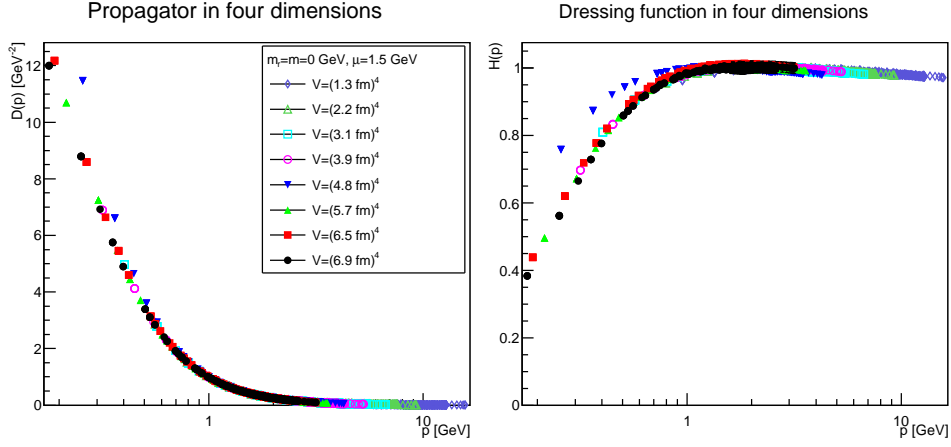 Propagator in four dimensions
D(p) [GeV⁻²]
12
10
8
6
4
2
0
1
10
p [GeV]
mᵣ=m=0 GeV, μ=1.5 GeV
V=(1.3 fm)⁴
V=(2.2 fm)⁴
V=(3.1 fm)⁴
V=(3.9 fm)⁴
V=(4.8 fm)⁴
V=(5.7 fm)⁴
V=(6.5 fm)⁴
V=(6.9 fm)⁴
Dressing function in four dimensions
H(p)
1
0.8
0.6
0.4
0.2
0
1
10
p [GeV]